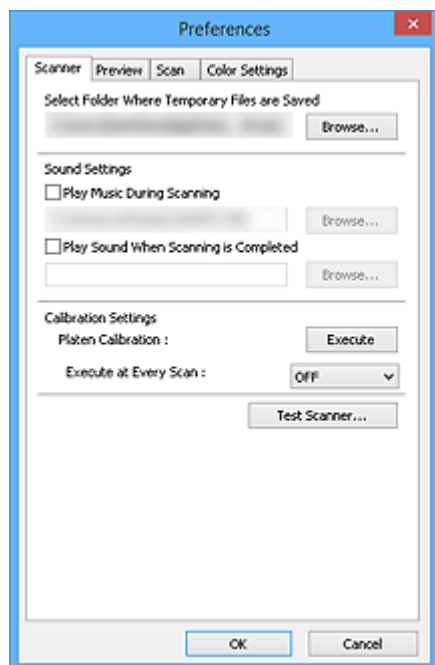 Preferences
Scanner Preview Scan Color Settings
Select Folder Where Temporary Files are Saved
Browse...
Sound Settings
Play Music During Scanning
Browse...
Play Sound When Scanning is Completed
Browse...
Calibration Settings
Platen Calibration : Execute
Execute at Every Scan : OFF
Test Scanner...
OK Cancel